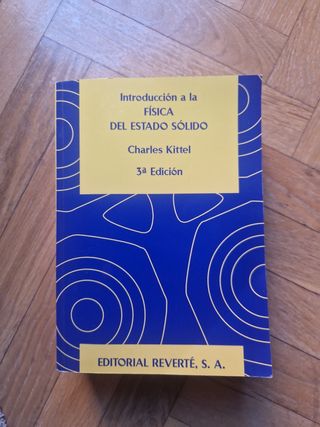 Introducción a la
FÍSICA
DEL ESTADO SÓLIDO
Charles Kittel
3ª Edición
EDITORIAL REVERTÉ, S. A.